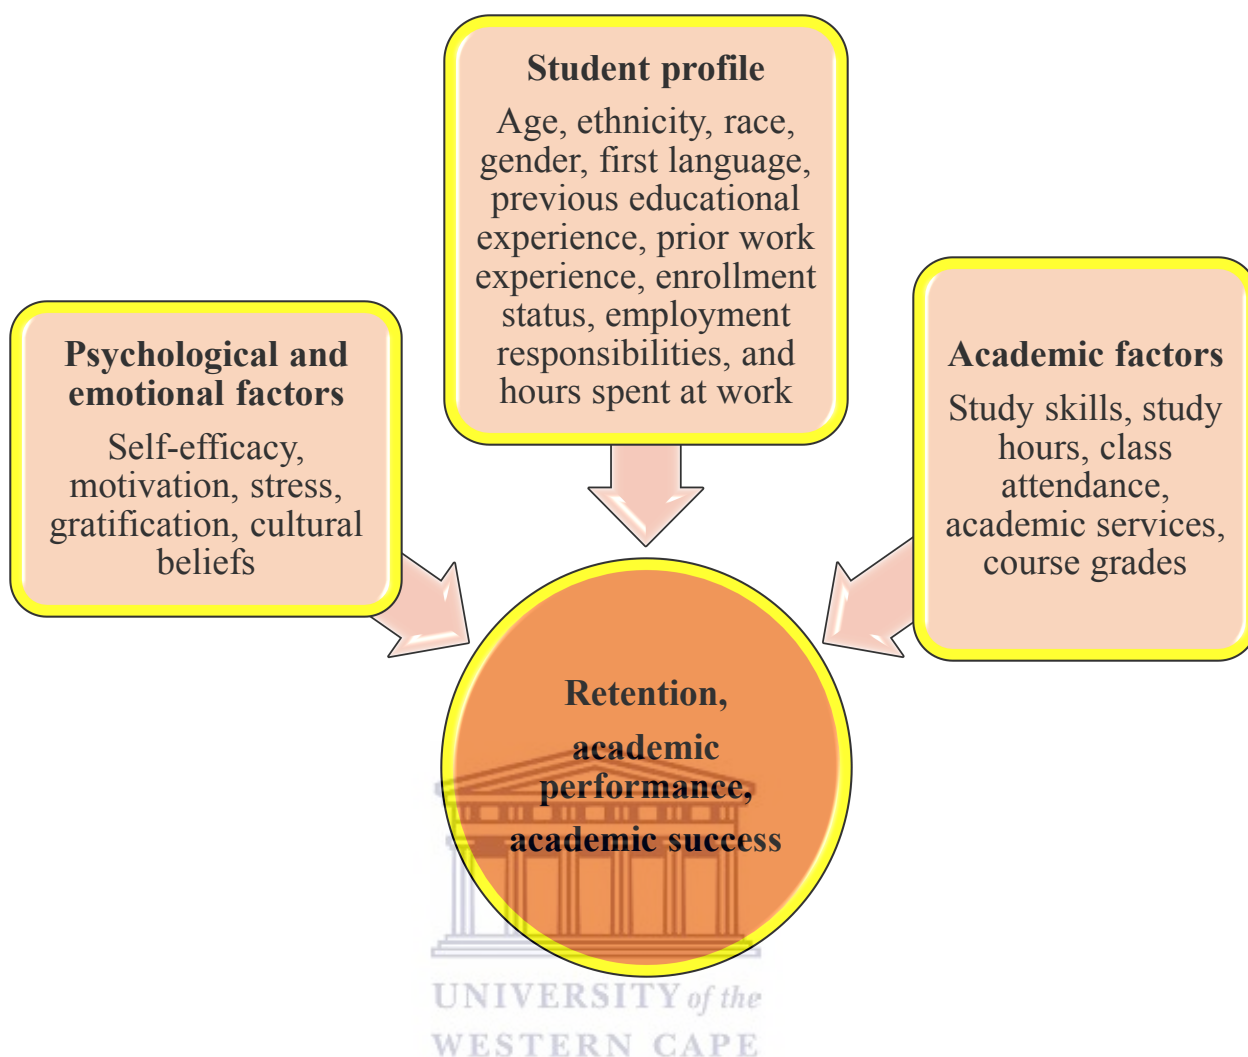 Student profile
Age, ethnicity, race,
gender, first language,
previous educational
experience, prior work
experience, enrollment
status, employment
responsibilities, and
hours spent at work
Psychological and
emotional factors
Self-efficacy,
motivation, stress,
gratification, cultural
beliefs
Academic factors
Study skills, study
hours, class
attendance,
academic services,
course grades
Retention,
academic
performance,
academic success
UNIVERSITY of the
WESTERN CAPE